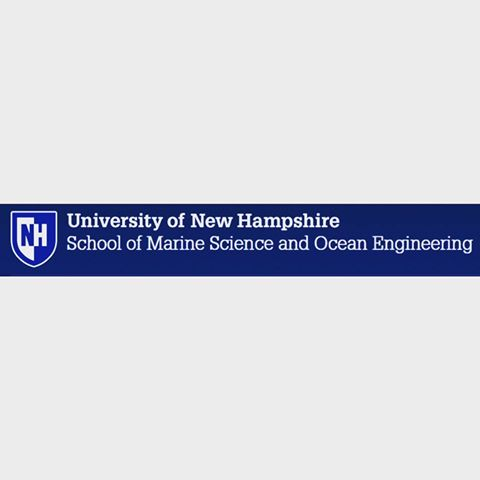 NH
University of New Hampshire
School of Marine Science and Ocean Engineering